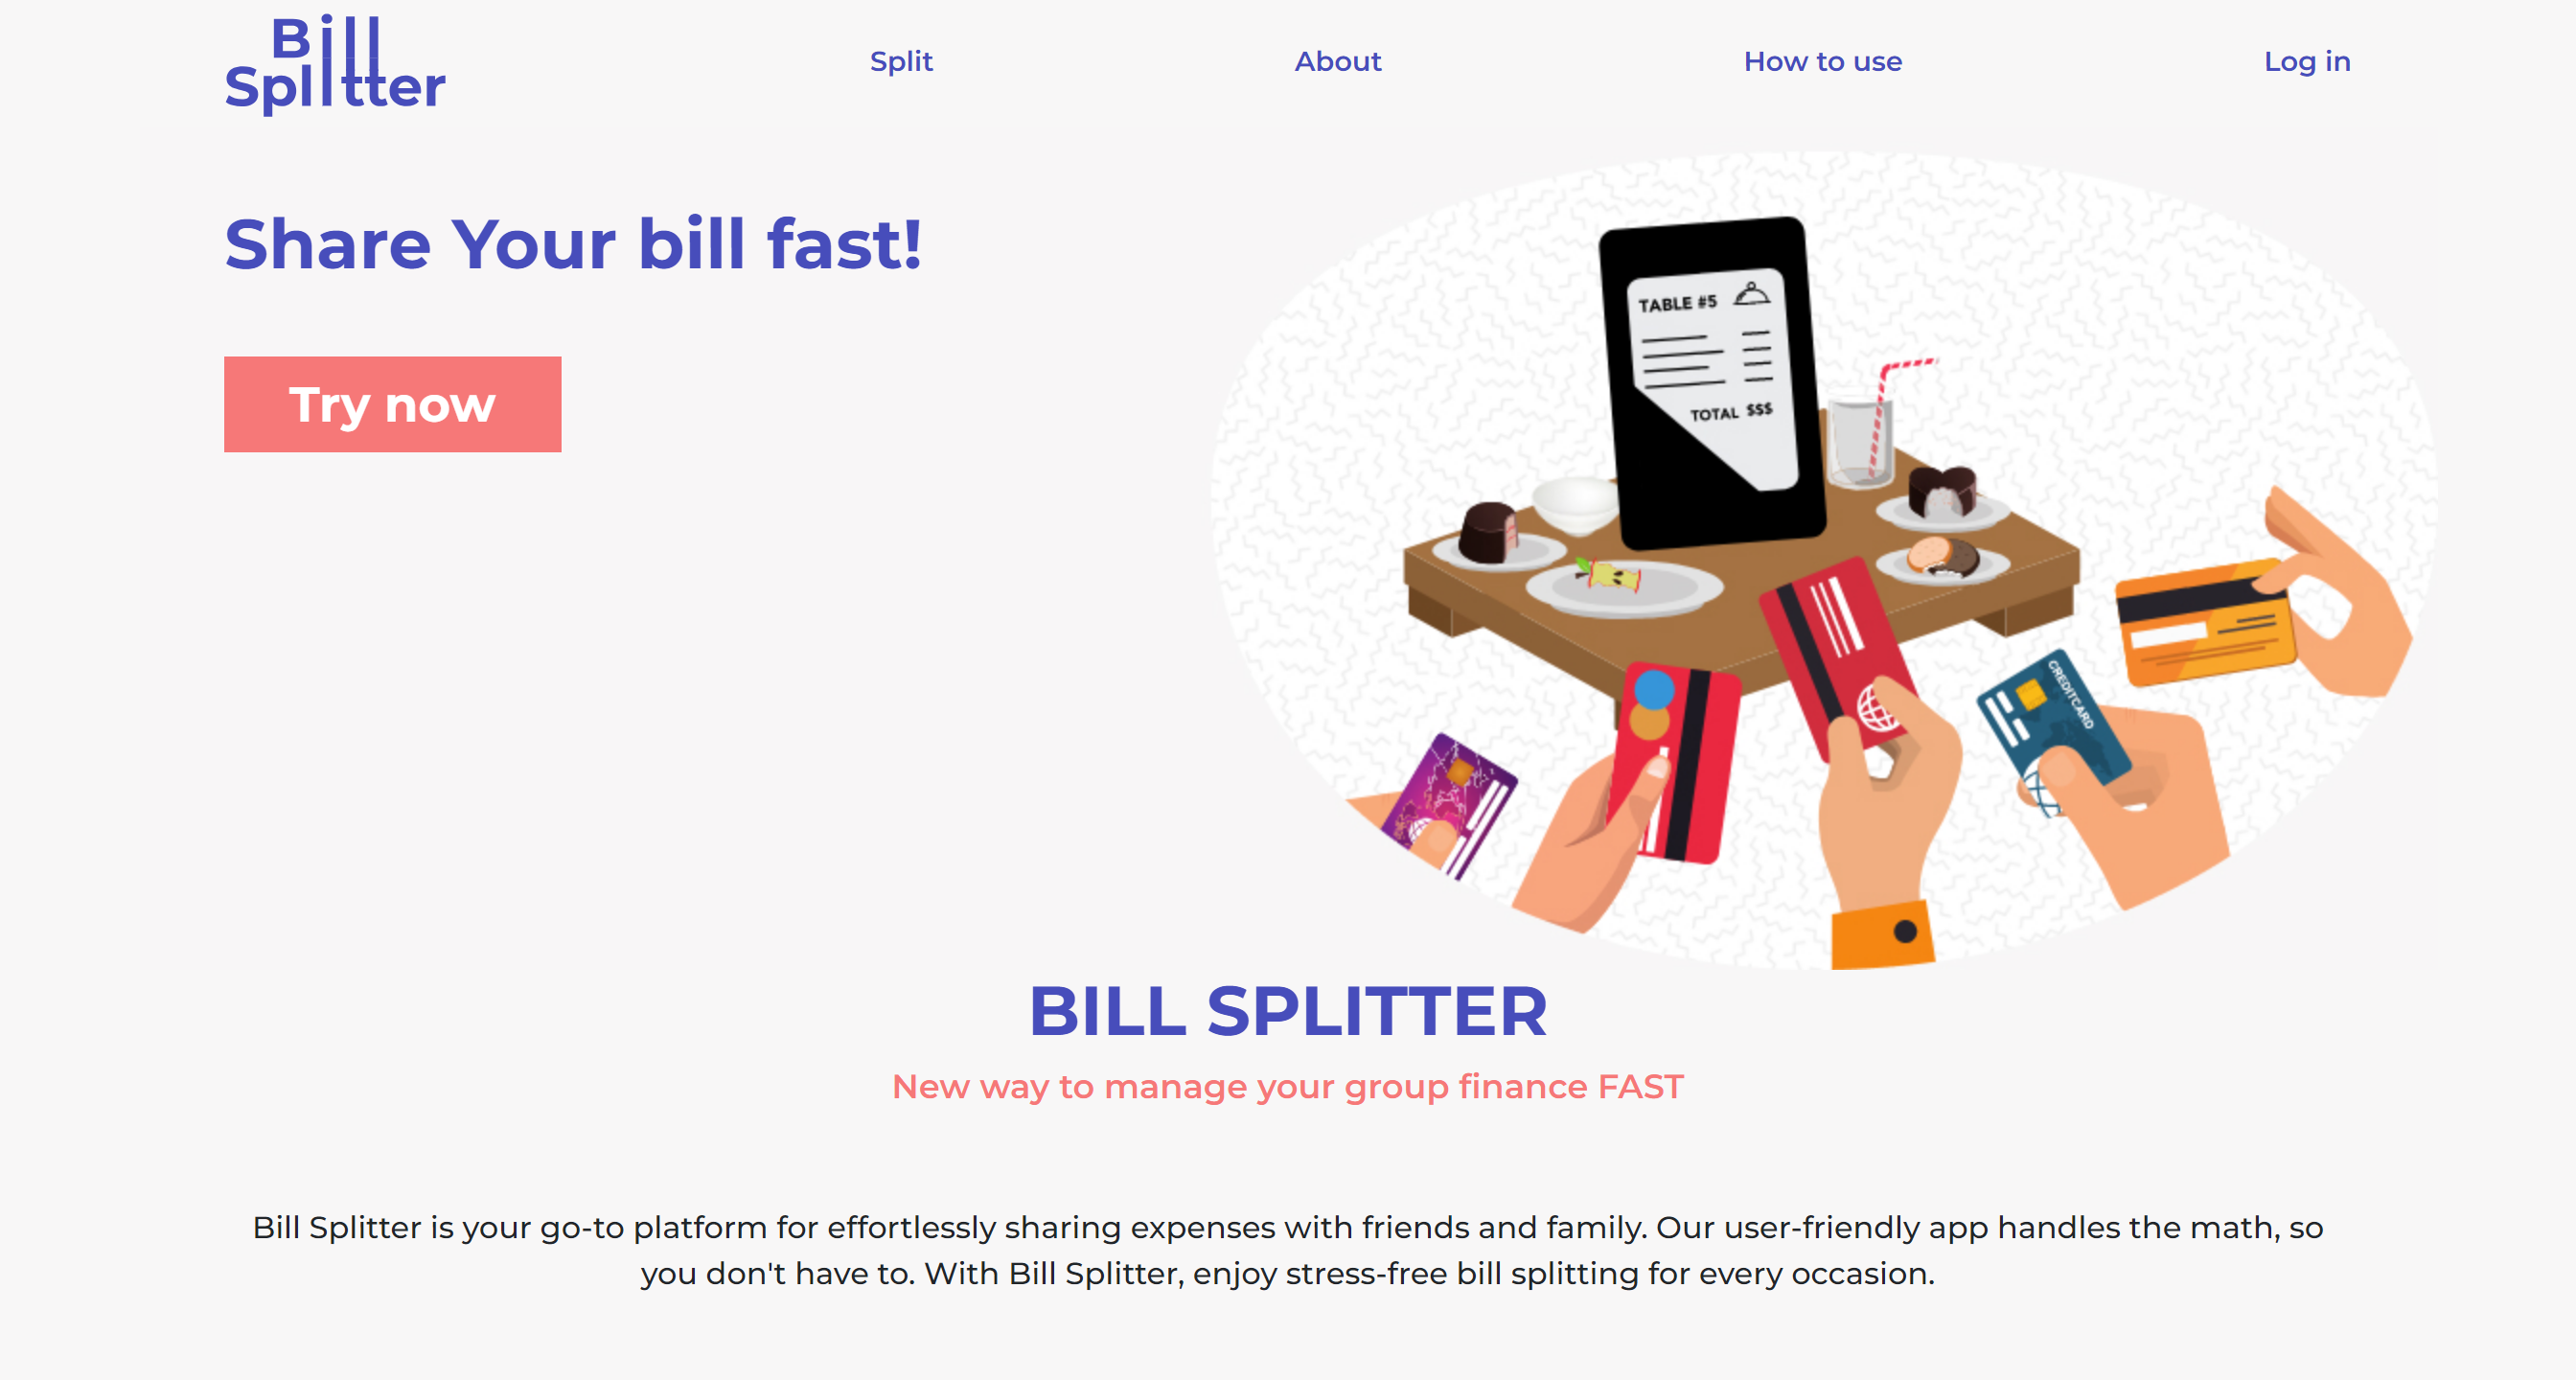 Bill
Splitter
Split
About
How to use
Log in
Share Your bill fast!
Try now
TABLE #5
TOTAL $$$
CREDITCARD
BILL SPLITTER
New way to manage your group finance FAST
Bill Splitter is your go-to platform for effortlessly sharing expenses with friends and family. Our user-friendly app handles the math, so
you don't have to. With Bill Splitter, enjoy stress-free bill splitting for every occasion.